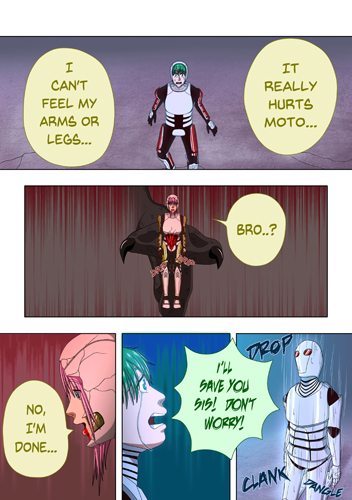 I
CAN'T
FEEL MY
ARMS OR
LEGS...
IT
REALLY
HURTS
MOTO...
BRO..?
NO,
I'M
DONE...
I'LL
SAVE YOU
SIS! DON'T
WORRY!
DROP
CLANK
DANGLE